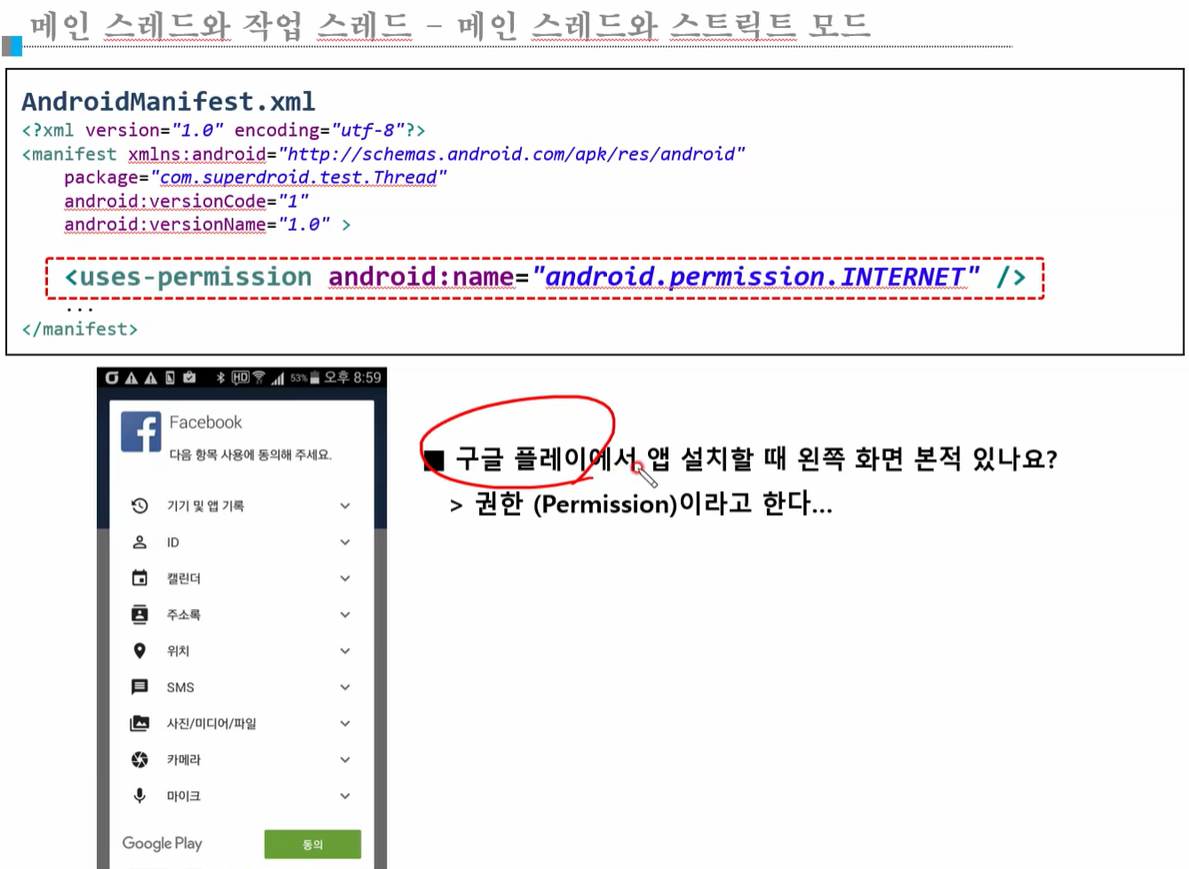 메인 스레드와 작업 스레드 – 메인 스레드와 스트릭트 모드
AndroidManifest.xml
<?xml version="1.0" encoding="utf-8"?>
<manifest xmlns:android="http://schemas.android.com/apk/res/android"
package="com.superdroid.test.Thread"
android:versionCode="1"
android:versionName="1.0" >
<uses-permission android:name="android.permission.INTERNET" />
...
</manifest>
HD 53% 오후 8:59
Facebook
다음 항목 사용에 동의해 주세요.
기기 및 앱 기록
ID
캘린더
주소록
위치
SMS
사진/미디어/파일
카메라
마이크
Google Play 동의
■ 구글 플레이에서 앱 설치할 때 왼쪽 화면 본적 있나요?
> 권한 (Permission)이라고 한다...